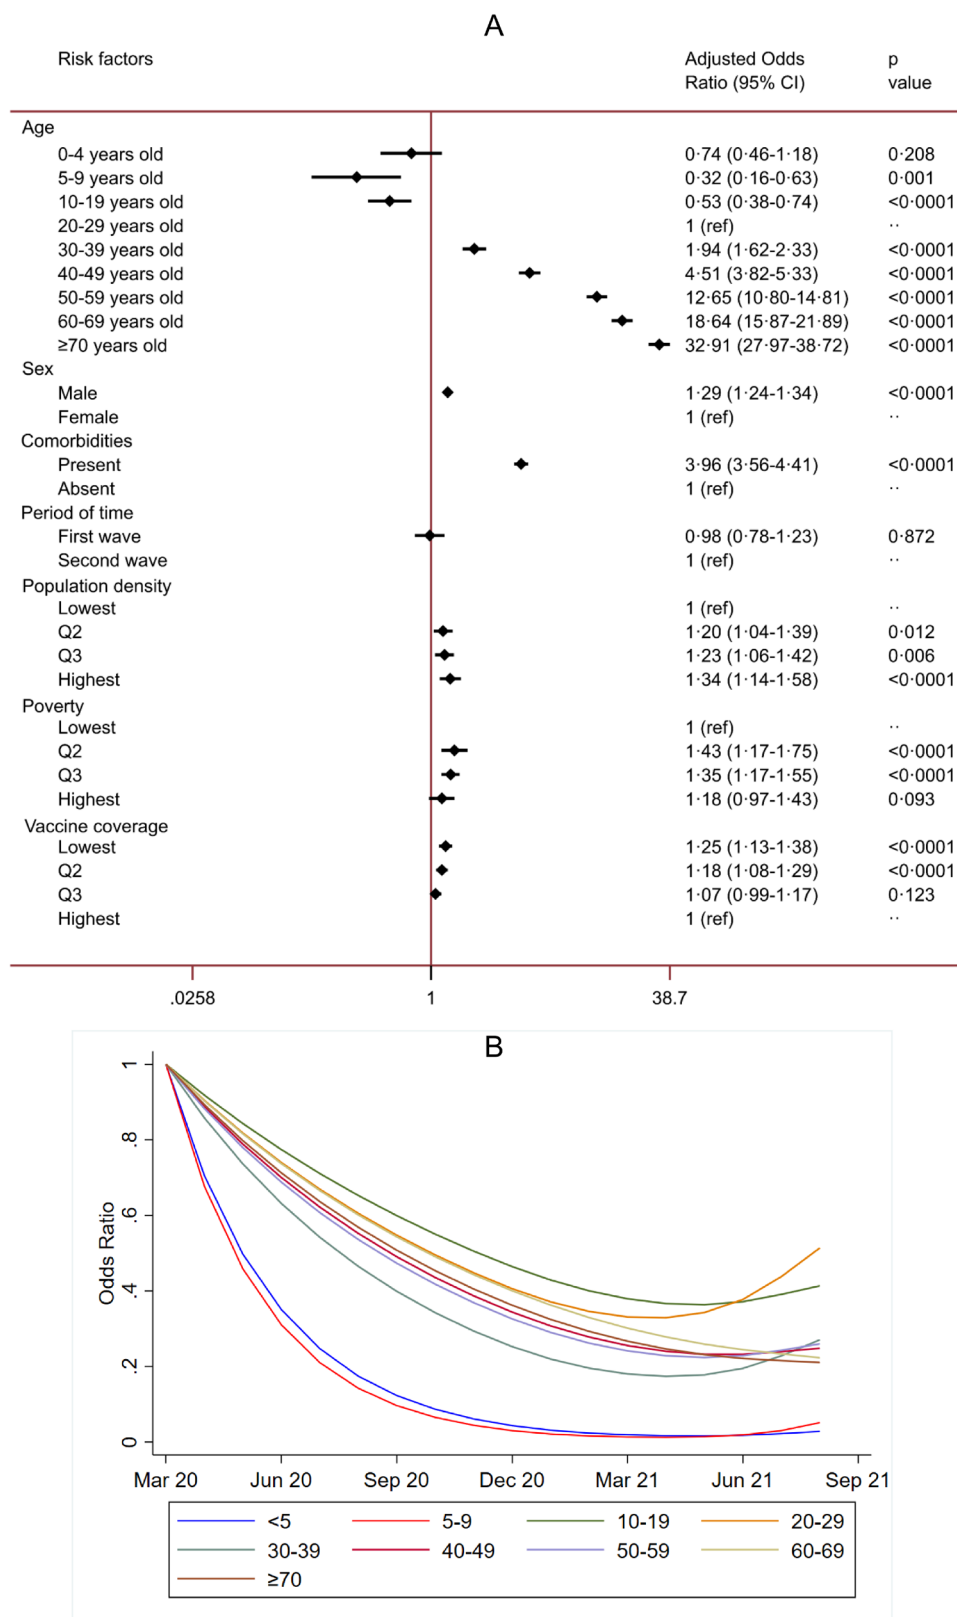 A
Risk factors Adjusted Odds p
Ratio (95% CI) value
Age
0-4 years old 0·74 (0·46-1·18) 0·208
5-9 years old 0·32 (0·16-0·63) 0·001
10-19 years old 0·53 (0·38-0·74) <0·0001
20-29 years old 1 (ref) ··
30-39 years old 1·94 (1·62-2·33) <0·0001
40-49 years old 4·51 (3·82-5·33) <0·0001
50-59 years old 12·65 (10·80-14·81) <0·0001
60-69 years old 18·64 (15·87-21·89) <0·0001
≥70 years old 32·91 (27·97-38·72) <0·0001
Sex
Male 1·29 (1·24-1·34) <0·0001
Female 1 (ref) ··
Comorbidities
Present 3·96 (3·56-4·41) <0·0001
Absent 1 (ref) ··
Period of time
First wave 0·98 (0·78-1·23) 0·872
Second wave 1 (ref) ··
Population density
Lowest 1 (ref) ··
Q2 1·20 (1·04-1·39) 0·012
Q3 1·23 (1·06-1·42) 0·006
Highest 1·34 (1·14-1·58) <0·0001
Poverty
Lowest 1 (ref) ··
Q2 1·43 (1·17-1·75) <0·0001
Q3 1·35 (1·17-1·55) <0·0001
Highest 1·18 (0·97-1·43) 0·093
Vaccine coverage
Lowest 1·25 (1·13-1·38) <0·0001
Q2 1·18 (1·08-1·29) <0·0001
Q3 1·07 (0·99-1·17) 0·123
Highest 1 (ref) ··
.0258 1 38.7
B
Odds Ratio
1
.8
.6
.4
.2
0
Mar 20 Jun 20 Sep 20 Dec 20 Mar 21 Jun 21 Sep 21
<5 5-9 10-19 20-29
30-39 40-49 50-59 60-69
≥70